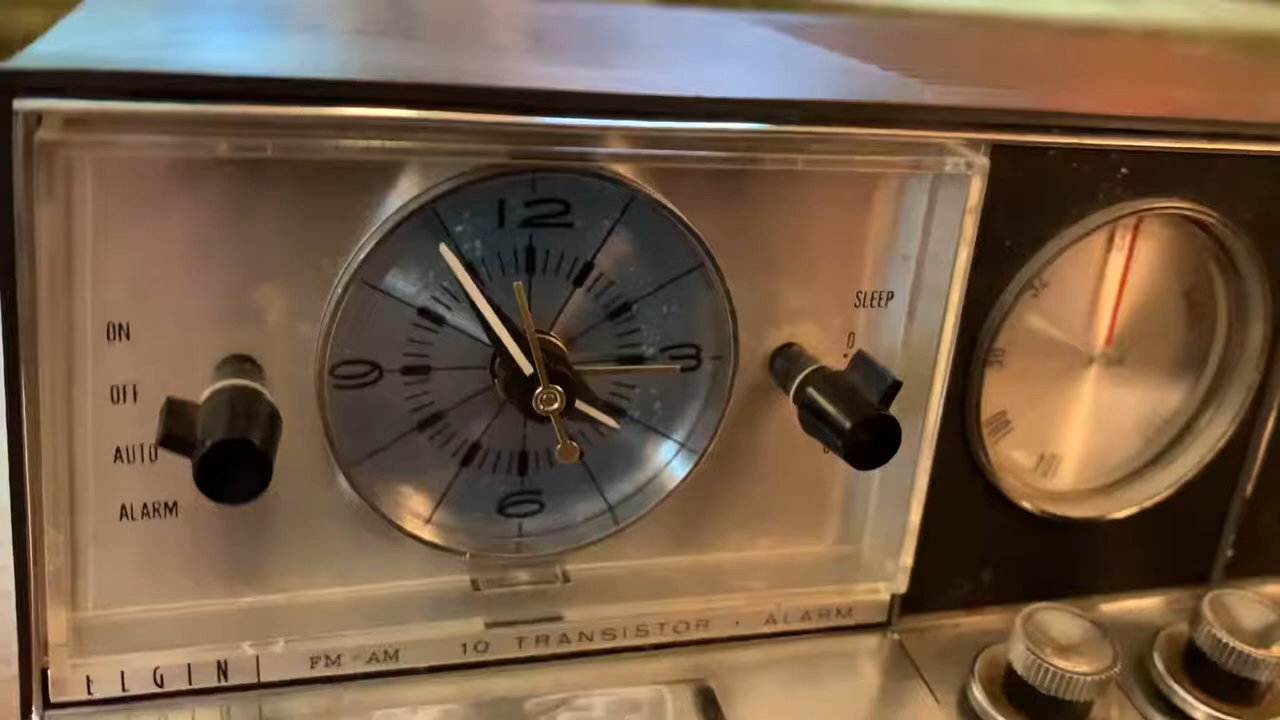 12
9
3
6
ON
OFF
AUTO
ALARM
SLEEP
0
10 TRANSISTOR · ALARM
FM AM
ELGIN